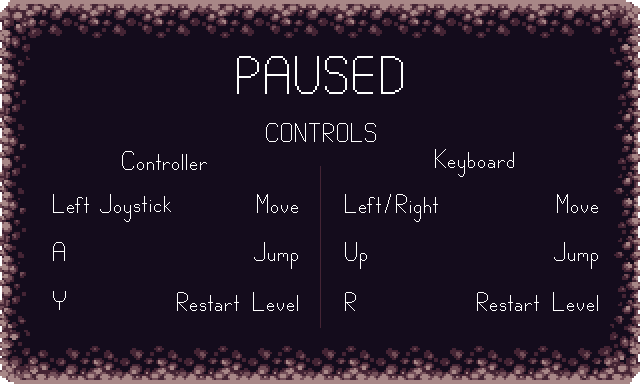 PAUSED
CONTROLS
Controller
Left Joystick Move
A Jump
Y Restart Level
Keyboard
Left/Right Move
Up Jump
R Restart Level